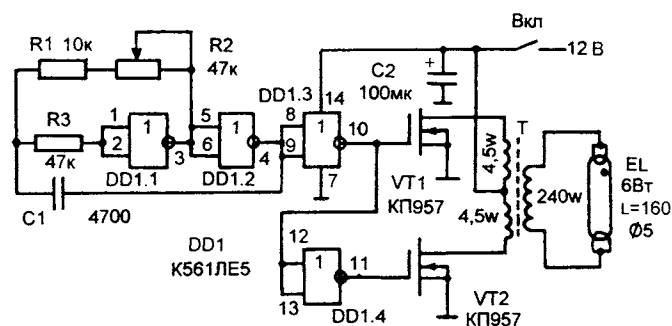 Вкл
12 В
R1 10к
R2
47к
C2
100мк
+
DD1.3
R3
47к
1
2
1
3
DD1.1
5
6
1
4
DD1.2
8
9
14
1
10
7
VT1
КП957
4,5w
4,5w
T
240w
EL
6Вт
L=160
Ø5
C1
4700
DD1
К561ЛЕ5
12
13
1
11
DD1.4
VT2
КП957